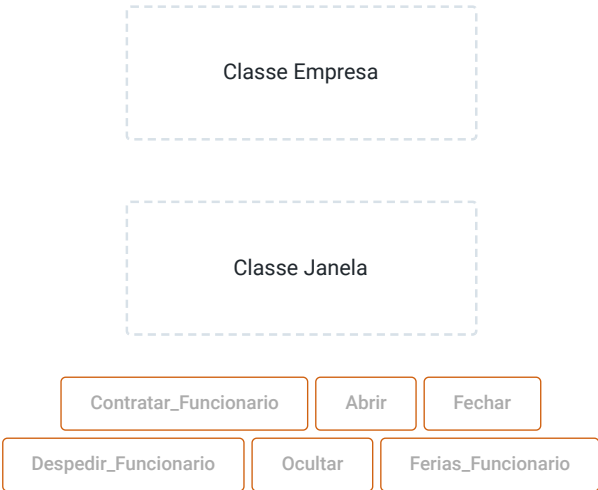 Classe Empresa
Classe Janela
Contratar_Funcionario Abrir Fechar
Despedir_Funcionario Ocultar Ferias_Funcionario